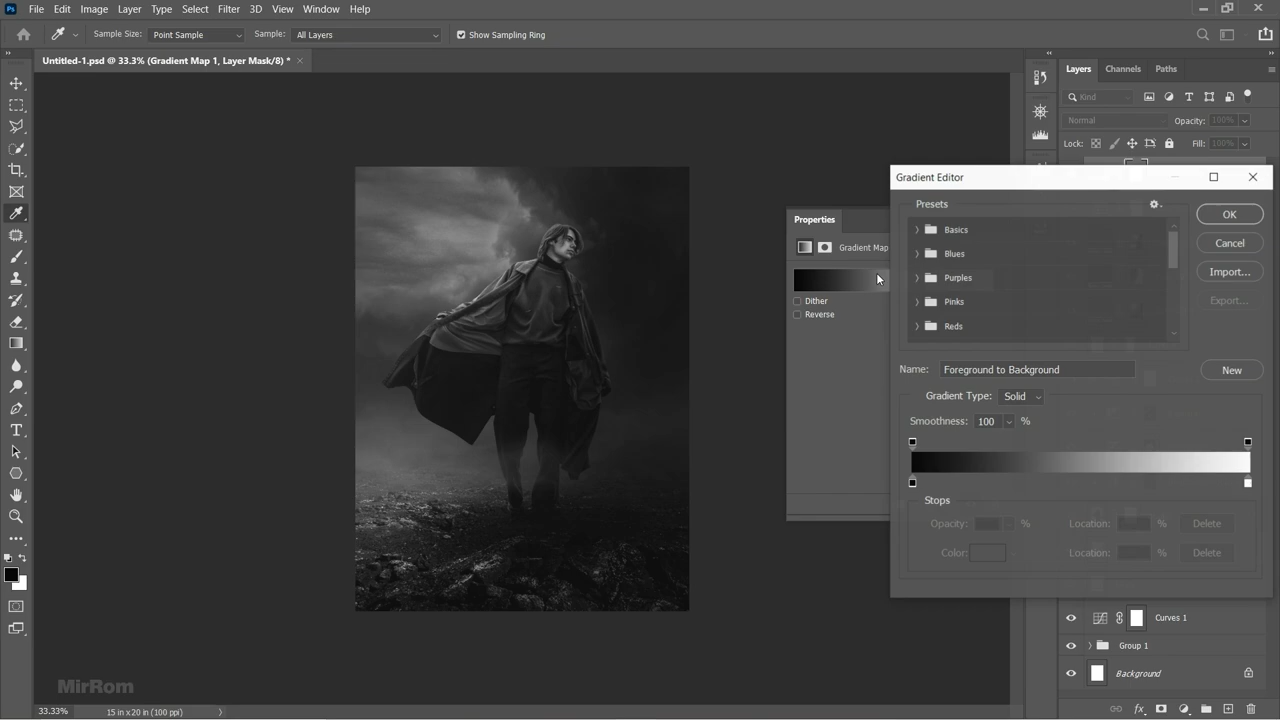 Ps File Edit Image Layer Type Select Filter 3D View Window Help
Sample Size: Point Sample Sample: All Layers Show Sampling Ring
Untitled-1.psd @ 33.3% (Gradient Map 1, Layer Mask/8) * ×
Layers Channels Paths
Kind
Normal Opacity: 100%
Lock: Fill: 100%
Properties
Gradient Map
Dither
Reverse
Gradient Editor
Presets
Basics
Blues
Purples
Pinks
Reds
OK
Cancel
Import...
Export...
Name: Foreground to Background New
Gradient Type: Solid
Smoothness: 100 %
Stops
Opacity: % Location: % Delete
Color: Location: % Delete
Curves 1
Group 1
Background
MirRom
33.33% 15 in x 20 in (100 ppi)